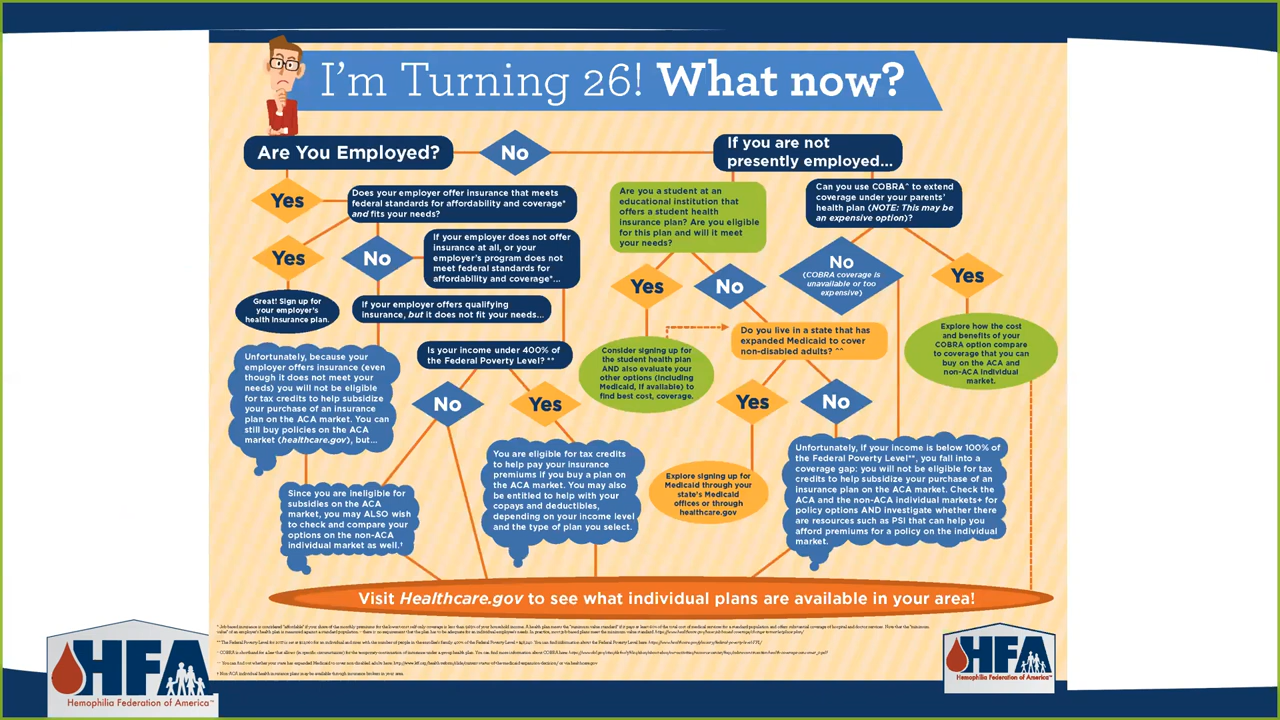 I'm Turning 26! What now?
Are You Employed?
No
If you are not
presently employed...
Yes
Does your employer offer insurance that meets
federal standards for affordability and coverage*
and fits your needs?
Are you a student at an
educational institution that
offers a student health
insurance plan? Are you eligible
for this plan and will it meet
your needs?
Can you use COBRA^ to extend
coverage under your parents'
health plan (NOTE: This may be
an expensive option)?
Yes
No
If your employer does not offer
insurance at all, or your
employer's program does not
meet federal standards for
affordability and coverage*...
Yes
No
No
(COBRA coverage is
unavailable or too
expensive)
Yes
Great! Sign up for
your employer's
health insurance plan.
If your employer offers qualifying
insurance, but it does not fit your needs...
Do you live in a state that has
expanded Medicaid to cover
non-disabled adults? ^^
Explore how the cost
and benefits of your
COBRA option compare
to coverage that you can
buy on the ACA and
non-ACA individual
market.
Unfortunately, because your
employer offers insurance (even
though it does not meet your
needs) you will not be eligible
for tax credits to help subsidize
your purchase of an insurance
plan on the ACA market. You can
still buy policies on the ACA
market (healthcare.gov), but...
Is your income under 400% of
the Federal Poverty Level? **
Consider signing up for
the student health plan
AND also evaluate your
other options (including
Medicaid, if available) to
find best cost, coverage.
No
Yes
Yes
No
Since you are ineligible for
subsidies on the ACA
market, you may ALSO wish
to check and compare your
options on the non-ACA
individual market as well.†
You are eligible for tax credits
to help pay your insurance
premiums if you buy a plan on
the ACA market. You may also
be entitled to help with your
copays and deductibles,
depending on your income level
and the type of plan you select.
Explore signing up for
Medicaid through your
state's Medicaid
offices or through
healthcare.gov
Unfortunately, if your income is below 100% of
the Federal Poverty Level**, you fall into a
coverage gap: you will not be eligible for tax
credits to help subsidize your purchase of an
insurance plan on the ACA market. Check the
ACA and the non-ACA individual markets+ for
policy options AND investigate whether there
are resources such as PSI that can help you
afford premiums for a policy on the individual
market.
Visit Healthcare.gov to see what individual plans are available in your area!
† Non-ACA individual health insurance plans may be available through insurance brokers in your area.
HFA
Hemophilia Federation of America™
HFA
Hemophilia Federation of America™